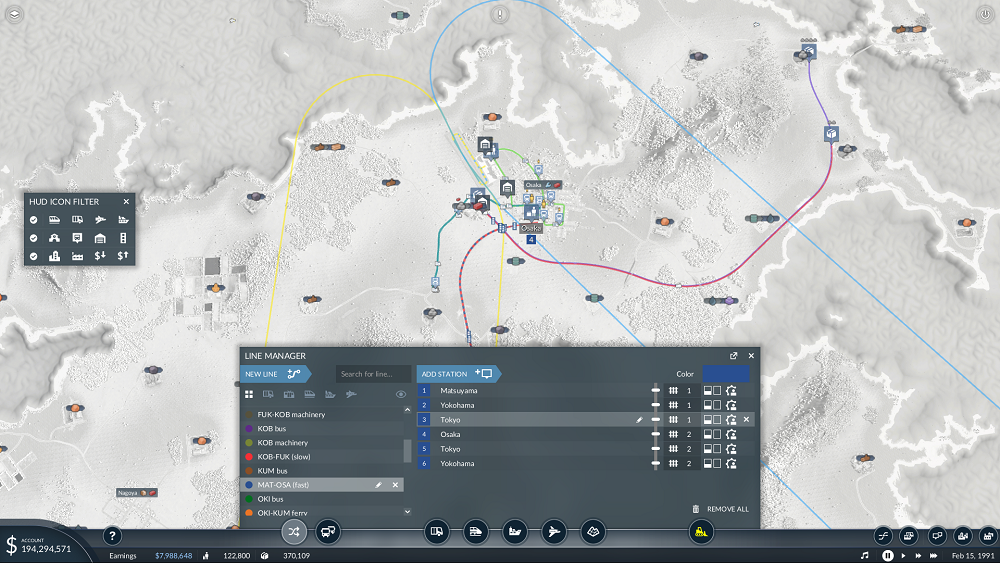 Osaka
Osaka
4
HUD ICON FILTER
Nagoya
LINE MANAGER
NEW LINE
Search for line...
FUK-KOB machinery
KOB bus
KOB machinery
KOB-FUK (slow)
KUM bus
MAT-OSA (fast)
OKI bus
OKI-KUM ferry
ADD STATION
Color
1 Matsuyama 1
2 Yokohama 1
3 Tokyo 1
4 Osaka 2
5 Tokyo 2
6 Yokohama 2
REMOVE ALL
$ ACCOUNT
194,294,571
?
Earnings $7,988,648 122,800 370,109
Feb 15, 1991